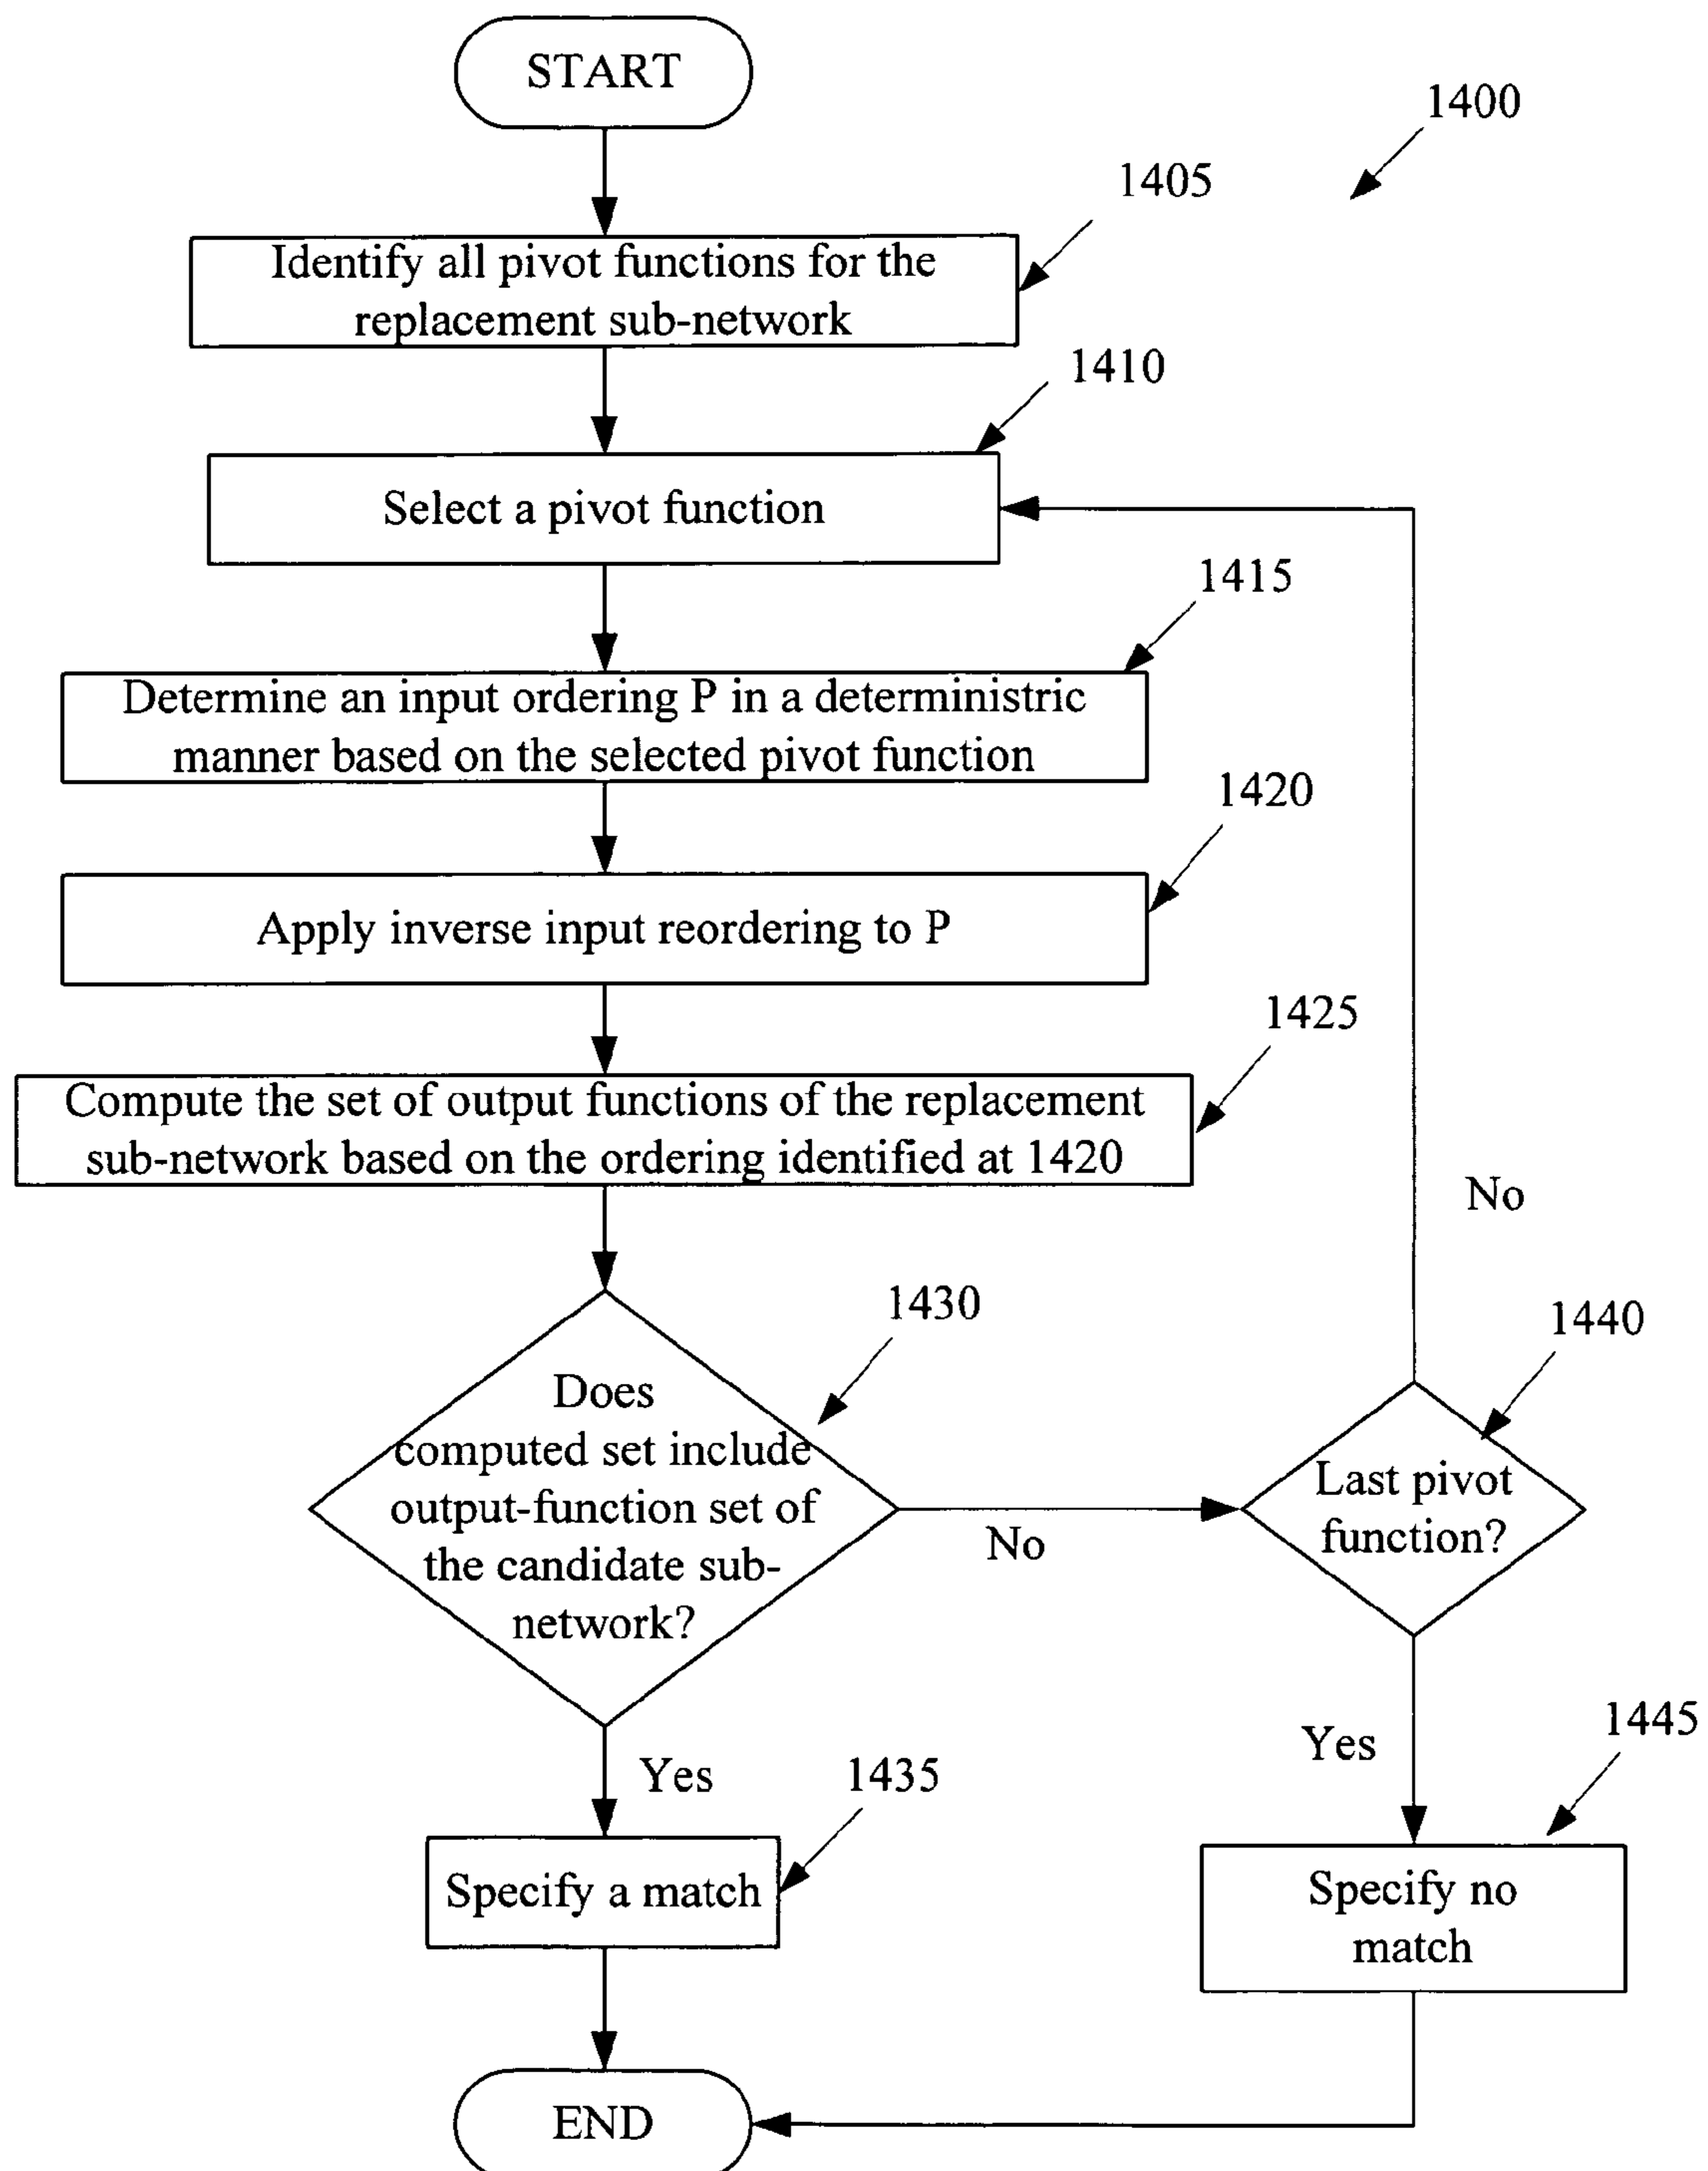 START
1400
1405
Identify all pivot functions for the
replacement sub-network
1410
Select a pivot function
1415
Determine an input ordering P in a deterministric
manner based on the selected pivot function
1420
Apply inverse input reordering to P
1425
Compute the set of output functions of the replacement
sub-network based on the ordering identified at 1420
No
1430
1440
Does
computed set include
output-function set of
the candidate sub-
network?
No
Last pivot
function?
Yes
1435
Yes
1445
Specify a match
Specify no
match
END